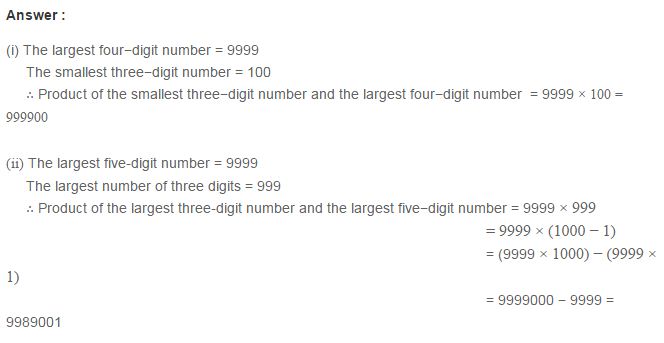 Answer :
(i) The largest four−digit number = 9999
The smallest three−digit number = 100
∴ Product of the smallest three−digit number and the largest four−digit number = 9999 × 100 =
999900
(ii) The largest five-digit number = 9999
The largest number of three digits = 999
∴ Product of the largest three-digit number and the largest five−digit number = 9999 × 999
= 9999 × (1000 − 1)
= (9999 × 1000) − (9999 ×
1)
= 9999000 − 9999 =
9989001